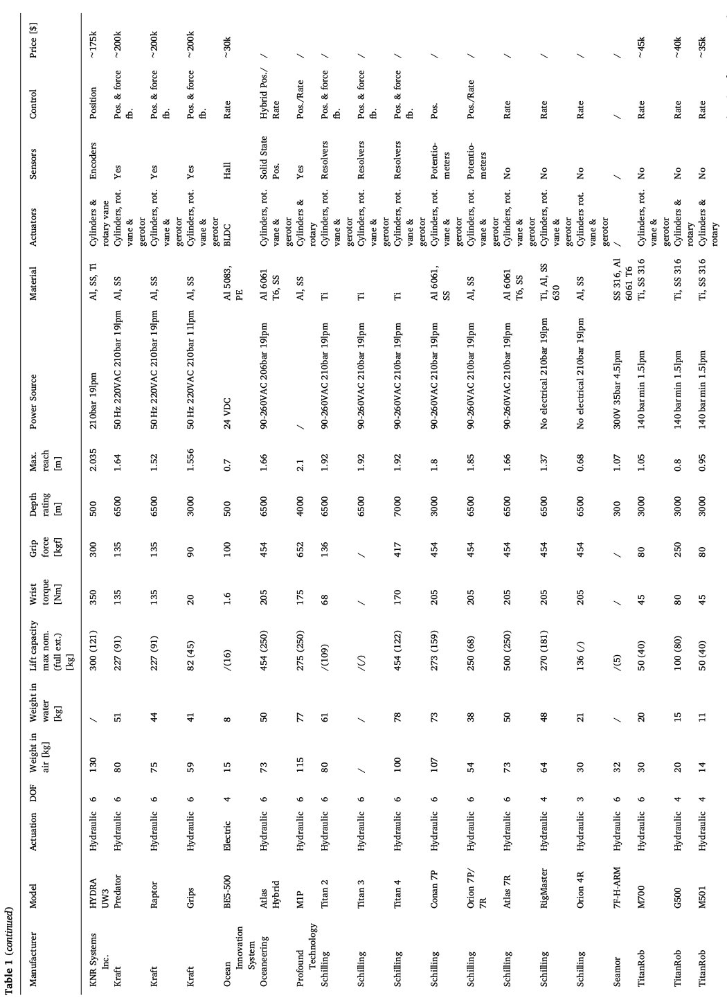 Table 1 (continued)
Manufacturer Model Actuation DOF Weight in air [kg] Weight in water [kg] Lift capacity max nom. (full ext.) [kg] Wrist torque [Nm] Grip force [kgf] Depth rating [m] Max. reach [m] Power Source Material Actuators Sensors Control Price [$]
KNR Systems Inc. HYDRA UW3 Hydraulic 6 130 / 300 (121) 350 300 500 2.035 210bar 19lpm Al, SS, Ti Cylinders & rotary vane Encoders Position ~175k
Kraft Predator Hydraulic 6 80 51 227 (91) 135 135 6500 1.64 50 Hz 220VAC 210bar 19lpm Al, SS Cylinders, rot. vane & gerotor Yes Pos. & force fb. ~200k
Kraft Raptor Hydraulic 6 75 44 227 (91) 135 135 6500 1.52 50 Hz 220VAC 210bar 19lpm Al, SS Cylinders, rot. vane & gerotor Yes Pos. & force fb. ~200k
Kraft Grips Hydraulic 6 59 41 82 (45) 20 90 3000 1.556 50 Hz 220VAC 210bar 11lpm Al, SS Cylinders, rot. vane & gerotor Yes Pos. & force fb. ~200k
Ocean Innovation System BE5-500 Electric 4 15 8 /(16) 1.6 100 500 0.7 24 VDC Al 5083, PE BLDC Hall Rate ~30k
Oceaneering Atlas Hybrid Hydraulic 6 73 50 454 (250) 205 454 6500 1.66 90-260VAC 206bar 19lpm Al 6061 T6, SS Cylinders, rot. vane & gerotor Solid State Pos. Hybrid Pos./ Rate /
Profound Technology M1P Hydraulic 6 115 77 275 (250) 175 652 4000 2.1 / Al, SS Cylinders & rotary Yes Pos./Rate /
Schilling Titan 2 Hydraulic 6 80 61 /(109) 68 136 6500 1.92 90-260VAC 210bar 19lpm Ti Cylinders, rot. vane & gerotor Resolvers Pos. & force fb. /
Schilling Titan 3 Hydraulic 6 / / /(/) / / 6500 1.92 90-260VAC 210bar 19lpm Ti Cylinders, rot. vane & gerotor Resolvers Pos. & force fb. /
Schilling Titan 4 Hydraulic 6 100 78 454 (122) 170 417 7000 1.92 90-260VAC 210bar 19lpm Ti Cylinders, rot. vane & gerotor Resolvers Pos. & force fb. /
Schilling Conan 7P Hydraulic 6 107 73 273 (159) 205 454 3000 1.8 90-260VAC 210bar 19lpm Al 6061, SS Cylinders, rot. vane & gerotor Potentio-meters Pos. /
Schilling Orion 7P/ 7R Hydraulic 6 54 38 250 (68) 205 454 6500 1.85 90-260VAC 210bar 19lpm Al, SS Cylinders, rot. vane & gerotor Potentio-meters Pos./Rate /
Schilling Atlas 7R Hydraulic 6 73 50 500 (250) 205 454 6500 1.66 90-260VAC 210bar 19lpm Al 6061 T6, SS Cylinders, rot. vane & gerotor No Rate /
Schilling RigMaster Hydraulic 4 64 48 270 (181) 205 454 6500 1.37 No electrical 210bar 19lpm Ti, Al, SS 630 Cylinders, rot. vane & gerotor No Rate /
Schilling Orion 4R Hydraulic 3 30 21 136 (/) 205 454 6500 0.68 No electrical 210bar 19lpm Al, SS Cylinders rot. vane & gerotor No Rate /
Seamor 7F-H-ARM Hydraulic 6 32 / /(5) / / 300 1.07 300V 35bar 4.5lpm SS 316, Al 6061 T6 / / / /
TitanRob M700 Hydraulic 6 30 20 50 (40) 45 80 3000 1.05 140 barmin 1.5lpm Ti, SS 316 Cylinders, rot. vane & gerotor No Rate ~45k
TitanRob G500 Hydraulic 4 20 15 100 (80) 80 250 3000 0.8 140 barmin 1.5lpm Ti, SS 316 Cylinders & rotary No Rate ~40k
TitanRob M501 Hydraulic 4 14 11 50 (40) 45 80 3000 0.95 140 barmin 1.5lpm Ti, SS 316 Cylinders & rotary No Rate ~35k